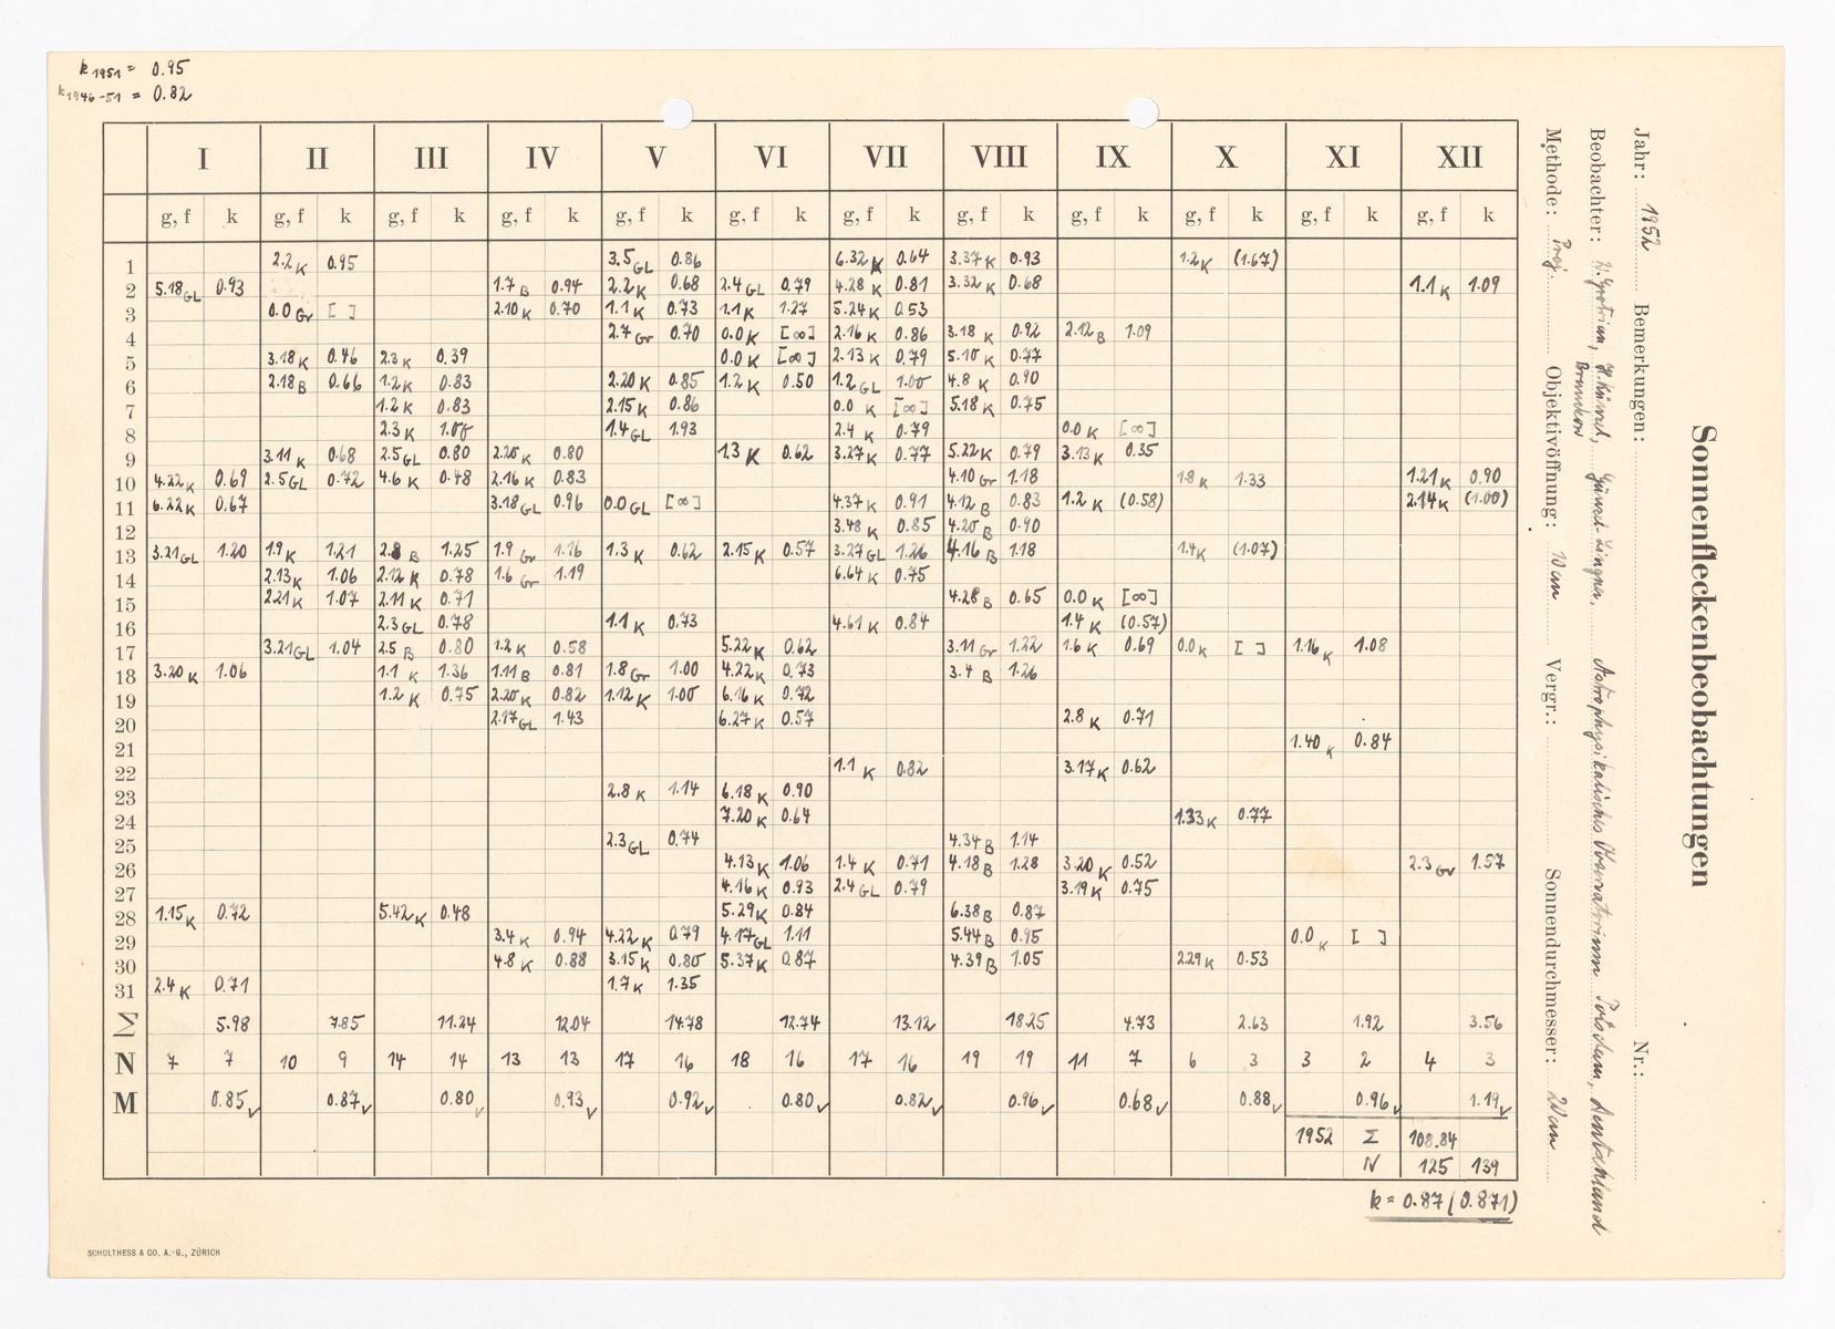 k1951 = 0.95
k1946-51 = 0.82
I II III IV V VI VII VIII IX X XI XII
g, f k g, f k g, f k g, f k g, f k g, f k g, f k g, f k g, f k g, f k g, f k g, f k
1 2.2 K 0.95 3.5 GL 0.86 6.32 K 0.64 3.37 K 0.93 1.2 K (1.67)
2 5.18 GL 0.93 1.7 B 0.94 2.2 K 0.68 2.4 GL 0.79 4.28 K 0.81 3.32 K 0.68 1.1 K 1.09
3 0.0 Gr [ ] 2.10 K 0.70 1.1 K 0.73 1.1 K 1.27 5.24 K 0.53
4 2.7 Gr 0.70 0.0 K [∞] 2.16 K 0.86 3.18 K 0.92 2.12 B 1.09
5 3.18 K 0.46 2.3 K 0.39 0.0 K [∞] 2.13 K 0.79 5.10 K 0.77
6 2.18 B 0.66 1.2 K 0.83 2.20 K 0.85 1.2 K 0.50 1.2 GL 1.00 4.8 K 0.90
7 1.2 K 0.83 2.15 K 0.86 0.0 K [∞] 5.18 K 0.75
8 2.3 K 1.08 1.4 GL 1.93 2.4 K 0.79 0.0 K [∞]
9 3.11 K 0.68 2.5 GL 0.80 2.20 K 0.80 1.3 K 0.62 3.27 K 0.77 5.22 K 0.79 3.13 K 0.35
10 4.22 K 0.69 2.5 GL 0.72 4.6 K 0.48 2.16 K 0.83 4.10 Gr 1.18 1.8 K 1.33 1.21 K 0.90
11 6.22 K 0.67 3.18 GL 0.96 0.0 GL [∞] 4.37 K 0.91 4.12 B 0.83 1.2 K (0.58) 2.14 K (1.00)
12 3.48 K 0.85 4.20 B 0.90
13 3.21 GL 1.20 1.9 K 1.21 2.8 B 1.25 1.9 Gr 1.16 1.3 K 0.62 2.15 K 0.57 3.27 GL 1.26 4.16 B 1.18 1.4 K (1.07)
14 2.13 K 1.06 2.12 K 0.78 1.6 Gr 1.19 6.64 K 0.75
15 2.21 K 1.07 2.11 K 0.71 4.28 B 0.65 0.0 K [∞]
16 2.3 GL 0.78 1.1 K 0.73 4.61 K 0.84 1.4 K (0.57)
17 3.21 GL 1.04 2.5 B 0.80 1.2 K 0.58 5.22 K 0.62 3.11 Gr 1.22 1.6 K 0.69 0.0 K [ ] 1.16 K 1.08
18 3.20 K 1.06 1.1 K 1.36 1.11 B 0.81 1.8 Gr 1.00 4.22 K 0.73 3.4 B 1.26
19 1.2 K 0.75 2.20 K 0.82 1.12 K 1.00 6.16 K 0.72
20 2.17 GL 1.43 6.27 K 0.57 2.8 K 0.71
21 1.40 K 0.84
22 1.1 K 0.82 3.17 K 0.62
23 2.8 K 1.14 6.18 K 0.90
24 7.20 K 0.64 1.33 K 0.77
25 2.3 GL 0.74 4.34 B 1.14
26 4.13 K 1.06 1.4 K 0.71 4.18 B 1.28 3.20 K 0.52 2.3 Gr 1.57
27 4.16 K 0.93 2.4 GL 0.79 3.19 K 0.75
28 1.15 K 0.72 5.42 K 0.48 5.29 K 0.84 6.38 B 0.87
29 3.4 K 0.94 4.22 K 0.79 4.17 GL 1.11 5.44 B 0.95 0.0 K [ ]
30 4.8 K 0.88 3.15 K 0.80 5.37 K 0.87 4.39 B 1.05 2.29 K 0.53
31 2.4 K 0.71 1.7 K 1.35
Σ 5.98 7.85 11.24 12.04 14.78 12.74 13.12 18.25 4.73 2.63 1.92 3.56
N 7 7 10 9 14 14 13 13 17 16 18 16 17 16 19 19 11 7 6 3 3 2 4 3
M 0.85 0.87 0.80 0.93 0.92 0.80 0.82 0.96 0.68 0.88 0.96 1.19
1952 Σ 108.84
N 125 139
k = 0.87 (0.871)
SCHULTHESS & CO. A.-G., ZÜRICH
Sonnenfleckenbeobachtungen
Jahr: 1952 Bemerkungen: Nr.:
Beobachter: Astrophysikalisches Observatorium Potsdam, Deutschland
Methode: Proj. Objektivöffnung: Vergr.: Sonnendurchmesser: